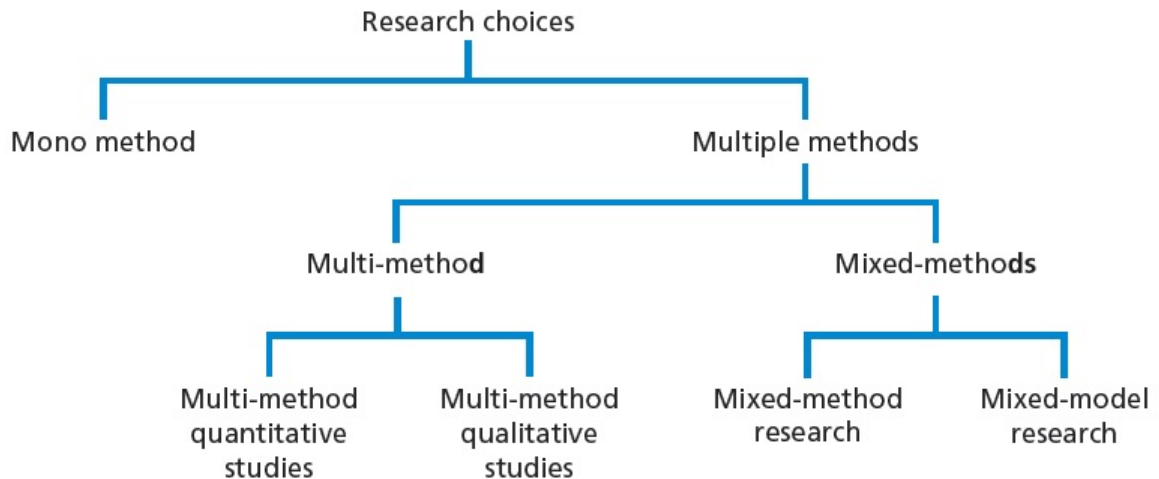 Research choices
Mono method
Multiple methods
Multi-method
Mixed-methods
Multi-method
quantitative
studies
Multi-method
qualitative
studies
Mixed-method
research
Mixed-model
research